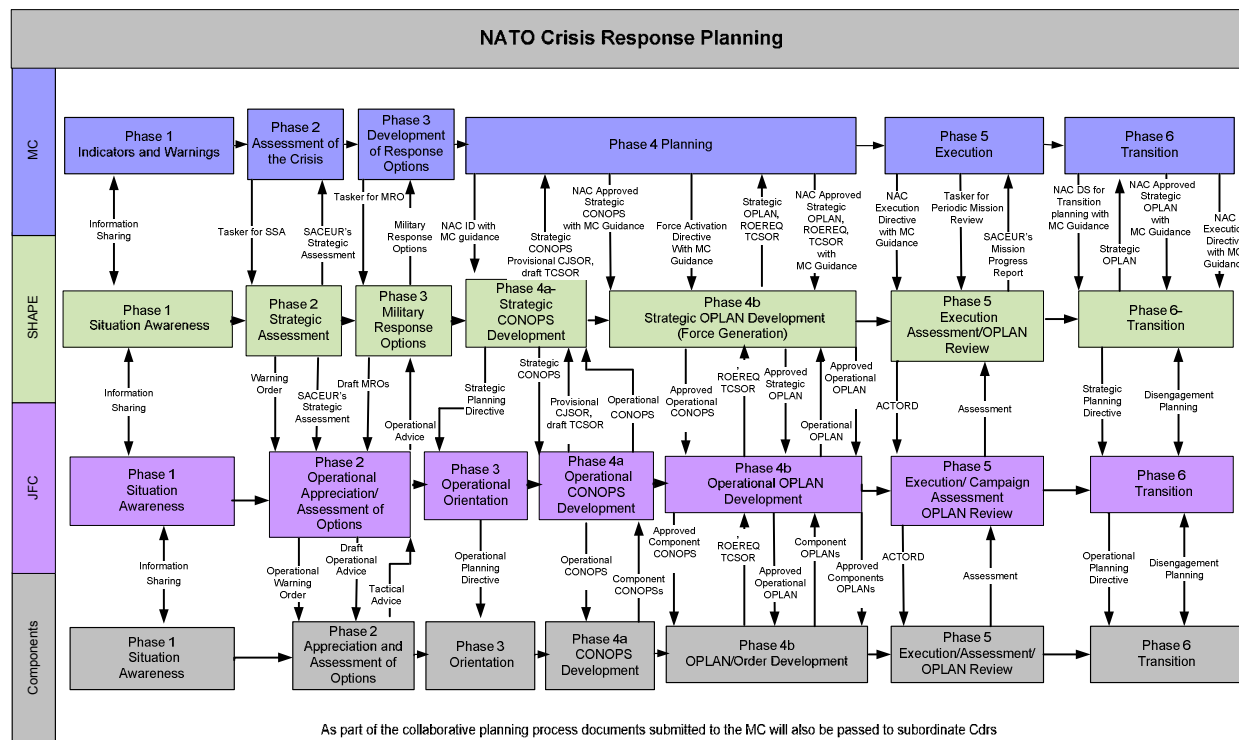 NATO Crisis Response Planning
MC
Phase 1
Indicators and Warnings
Phase 2
Assessment of
the Crisis
Phase 3
Development
of Response
Options
Phase 4 Planning
Phase 5
Execution
Phase 6
Transition
Information
Sharing
Tasker for SSA
SACEUR's
Strategic
Assessment
Tasker for MRO
Military
Response
Options
NAC ID with
MC guidance
Strategic
CONOPS
Provisional CJSOR,
draft TCSOR
NAC Approved
Strategic
CONOPS
with MC Guidance
Force Activation
Directive
With MC
Guidance
Strategic
OPLAN,
ROEREQ
TCSOR
NAC Approved
Strategic
OPLAN,
ROEREQ,
TCSOR
with
MC Guidance
NAC
Execution
Directive
with MC
Guidance
Tasker for
Periodic Mission
Review
SACEUR's
Mission
Progress
Report
NAC DS for
Transition
planning with
MC Guidance
Strategic
OPLAN
NAC Approved
Strategic
OPLAN
with
MC Guidance
NAC
Execution
Directive
with MC
Guidance
SHAPE
Phase 1
Situation Awareness
Phase 2
Strategic
Assessment
Phase 3
Military
Response
Options
Phase 4a-
Strategic
CONOPS
Development
Phase 4b
Strategic OPLAN Development
(Force Generation)
Phase 5
Execution
Assessment/OPLAN
Review
Phase 6-
Transition
Information
Sharing
Warning
Order
SACEUR's
Strategic
Assessment
Draft MROs
Operational
Advice
Strategic
Planning
Directive
Strategic
CONOPS
Provisional
CJSOR,
draft TCSOR
Operational
CONOPS
Approved
Operational
CONOPS
ROEREQ
TCSOR
Approved
Strategic
OPLAN
Operational
OPLAN
Approved
Operational
OPLAN
ACTORD
Assessment
Strategic
Planning
Directive
Disengagement
Planning
JFC
Phase 1
Situation
Awareness
Phase 2
Operational
Appreciation/
Assessment of
Options
Phase 3
Operational
Orientation
Phase 4a
Operational
CONOPS
Development
Phase 4b
Operational OPLAN
Development
Phase 5
Execution/ Campaign
Assessment
OPLAN Review
Phase 6
Transition
Information
Sharing
Operational
Warning
Order
Draft
Operational
Advice
Tactical
Advice
Operational
Planning
Directive
Operational
CONOPS
Component
CONOPSs
Approved
Component
CONOPS
ROEREQ
TCSOR
Approved
Operational
OPLAN
Component
OPLANs
Approved
Components
OPLANs
ACTORD
Assessment
Operational
Planning
Directive
Disengagement
Planning
Components
Phase 1
Situation
Awareness
Phase 2
Appreciation and
Assessment of
Options
Phase 3
Orientation
Phase 4a
CONOPS
Development
Phase 4b
OPLAN/Order Development
Phase 5
Execution/Assessment/
OPLAN Review
Phase 6
Transition
As part of the collaborative planning process documents submitted to the MC will also be passed to subordinate Cdrs